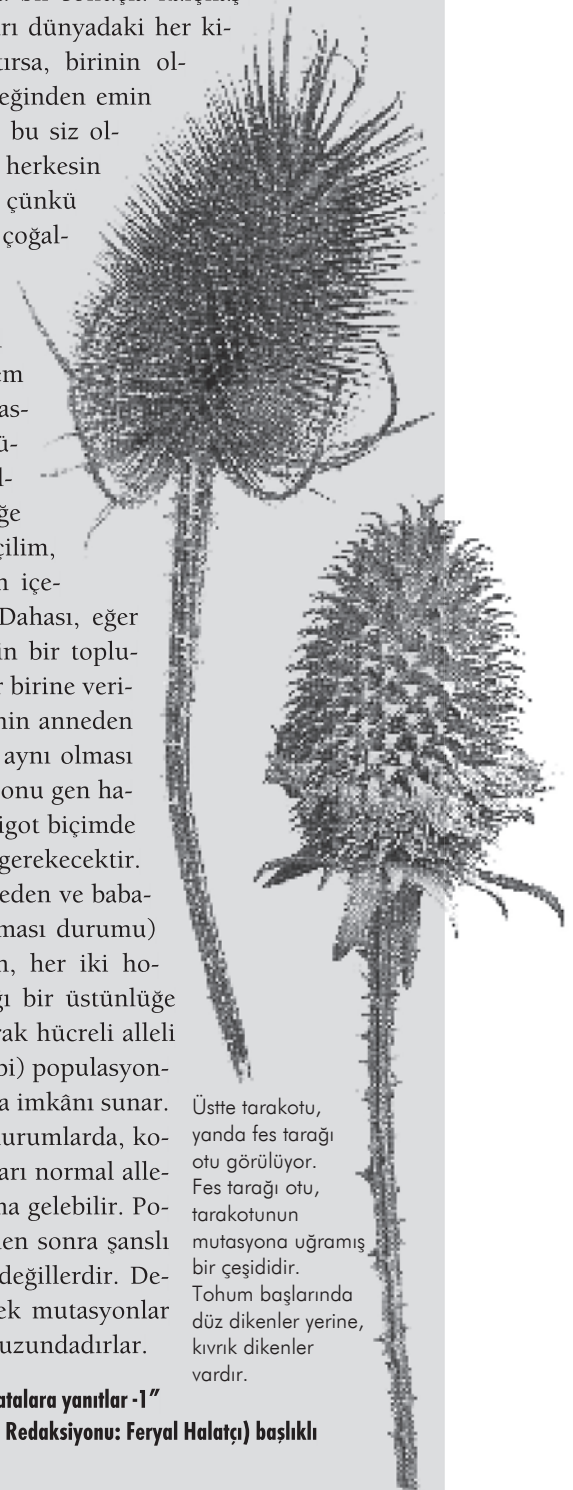 rı dünyadaki her ki-
tırsa, birinin ol-
eğinden emin
bu siz ol-
herkesin
çünkü
çoğal-
em
as-
ü-
l-
ğe
çilim,
n içe-
Dahası, eğer
in bir toplu-
r birine veri-
nin anneden
aynı olması
onu gen ha-
igot biçimde
gerekecektir.
eden ve baba-
ması durumu)
n, her iki ho-
ğı bir üstünlüğe
rak hücreli alleli
bi) populasyon-
a imkânı sunar.
lurumlarda, ko-
arı normal alle-
na gelebilir. Po-
len sonra şanslı
değillerdir. De-
ek mutasyonlar
uzundadırlar.
Üstte tarakotu,
yanda fes tarağı
otu görülüyor.
Fes tarağı otu,
tarakotunun
mutasyona uğramış
bir çeşididir.
Tohum başlarında
düz dikenler yerine,
kıvrık dikenler
vardır.
atalara yanıtlar -1”
Redaksiyonu: Feryal Halatçı) başlıklı